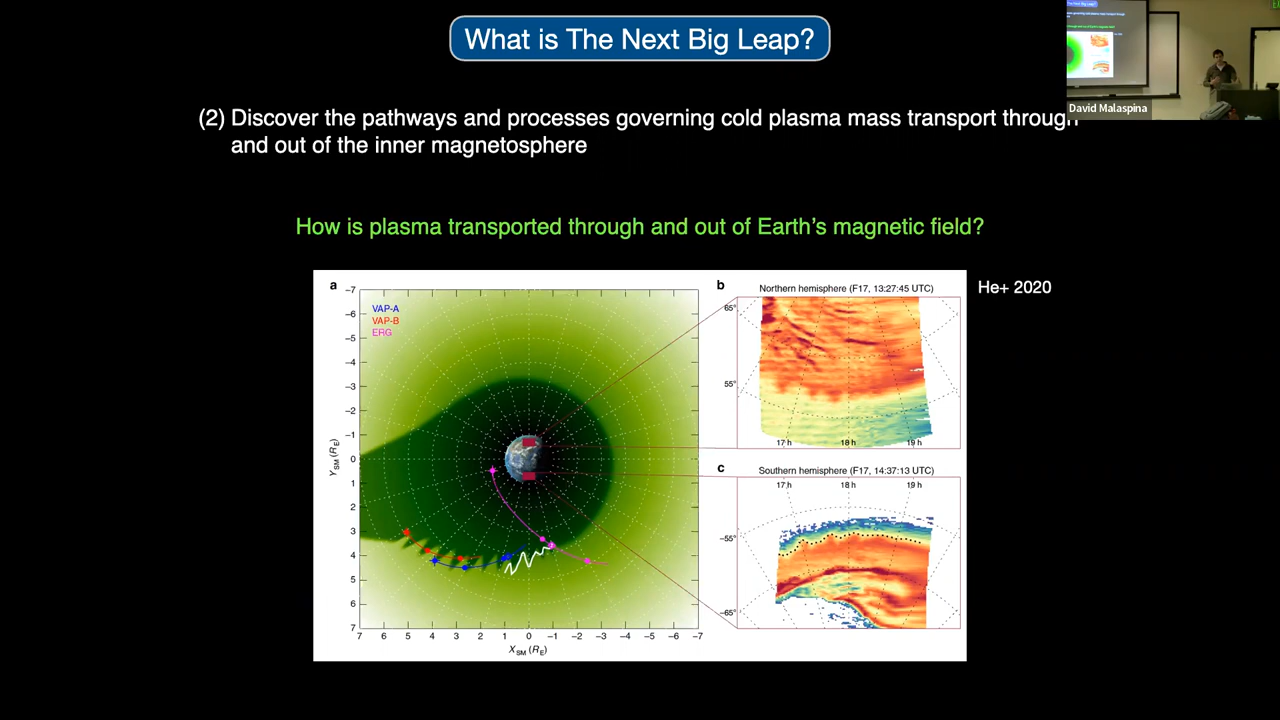 What is The Next Big Leap?
David Malaspina
(2) Discover the pathways and processes governing cold plasma mass transport through
and out of the inner magnetosphere
How is plasma transported through and out of Earth's magnetic field?
He+ 2020
a
VAP-A
VAP-B
ERG
−7
−6
−5
−4
−3
−2
−1
0
1
2
3
4
5
6
7
Y_SM (R_E)
7 6 5 4 3 2 1 0 −1 −2 −3 −4 −5 −6 −7
X_SM (R_E)
b
Northern hemisphere (F17, 13:27:45 UTC)
65°
55°
17 h 18 h 19 h
c
Southern hemisphere (F17, 14:37:13 UTC)
17 h 18 h 19 h
−55°
−65°